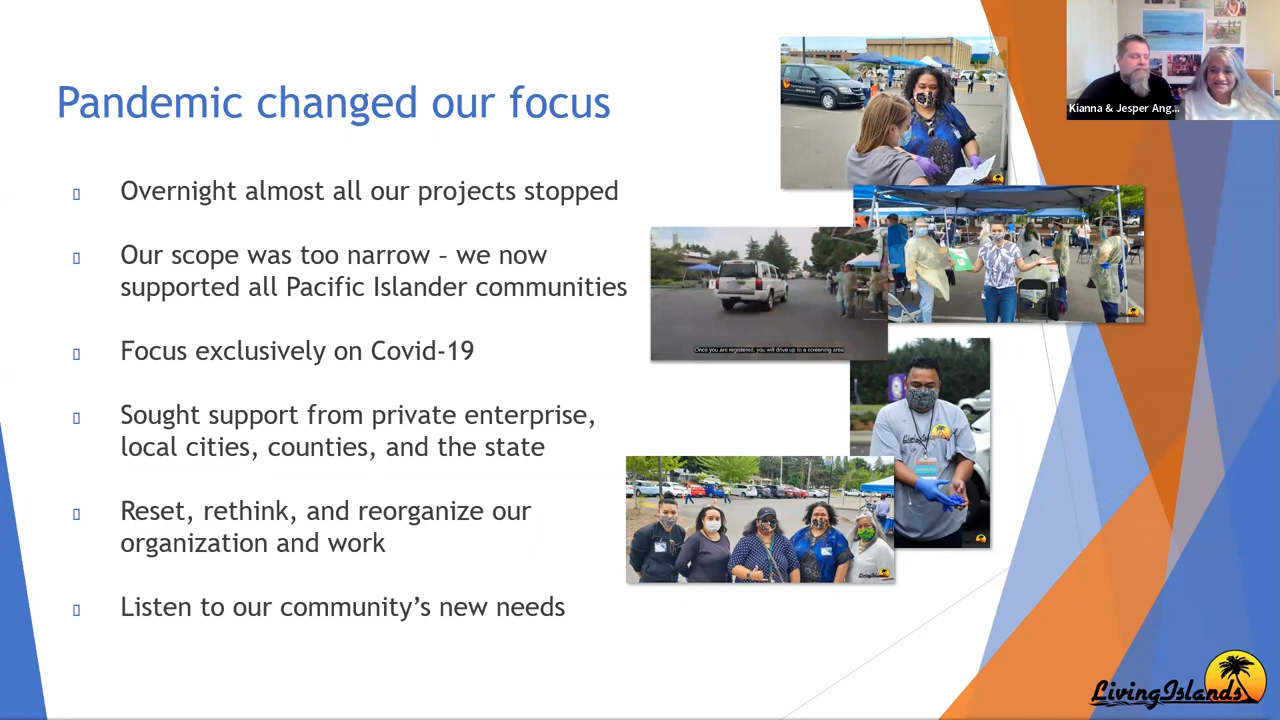 Pandemic changed our focus
Overnight almost all our projects stopped
Our scope was too narrow – we now
supported all Pacific Islander communities
Focus exclusively on Covid-19
Sought support from private enterprise,
local cities, counties, and the state
Reset, rethink, and reorganize our
organization and work
Listen to our community’s new needs
Kianna & Jesper Ang...
Once you are registered, you will drive up to a screening area
LivingIslands
LivingIslands